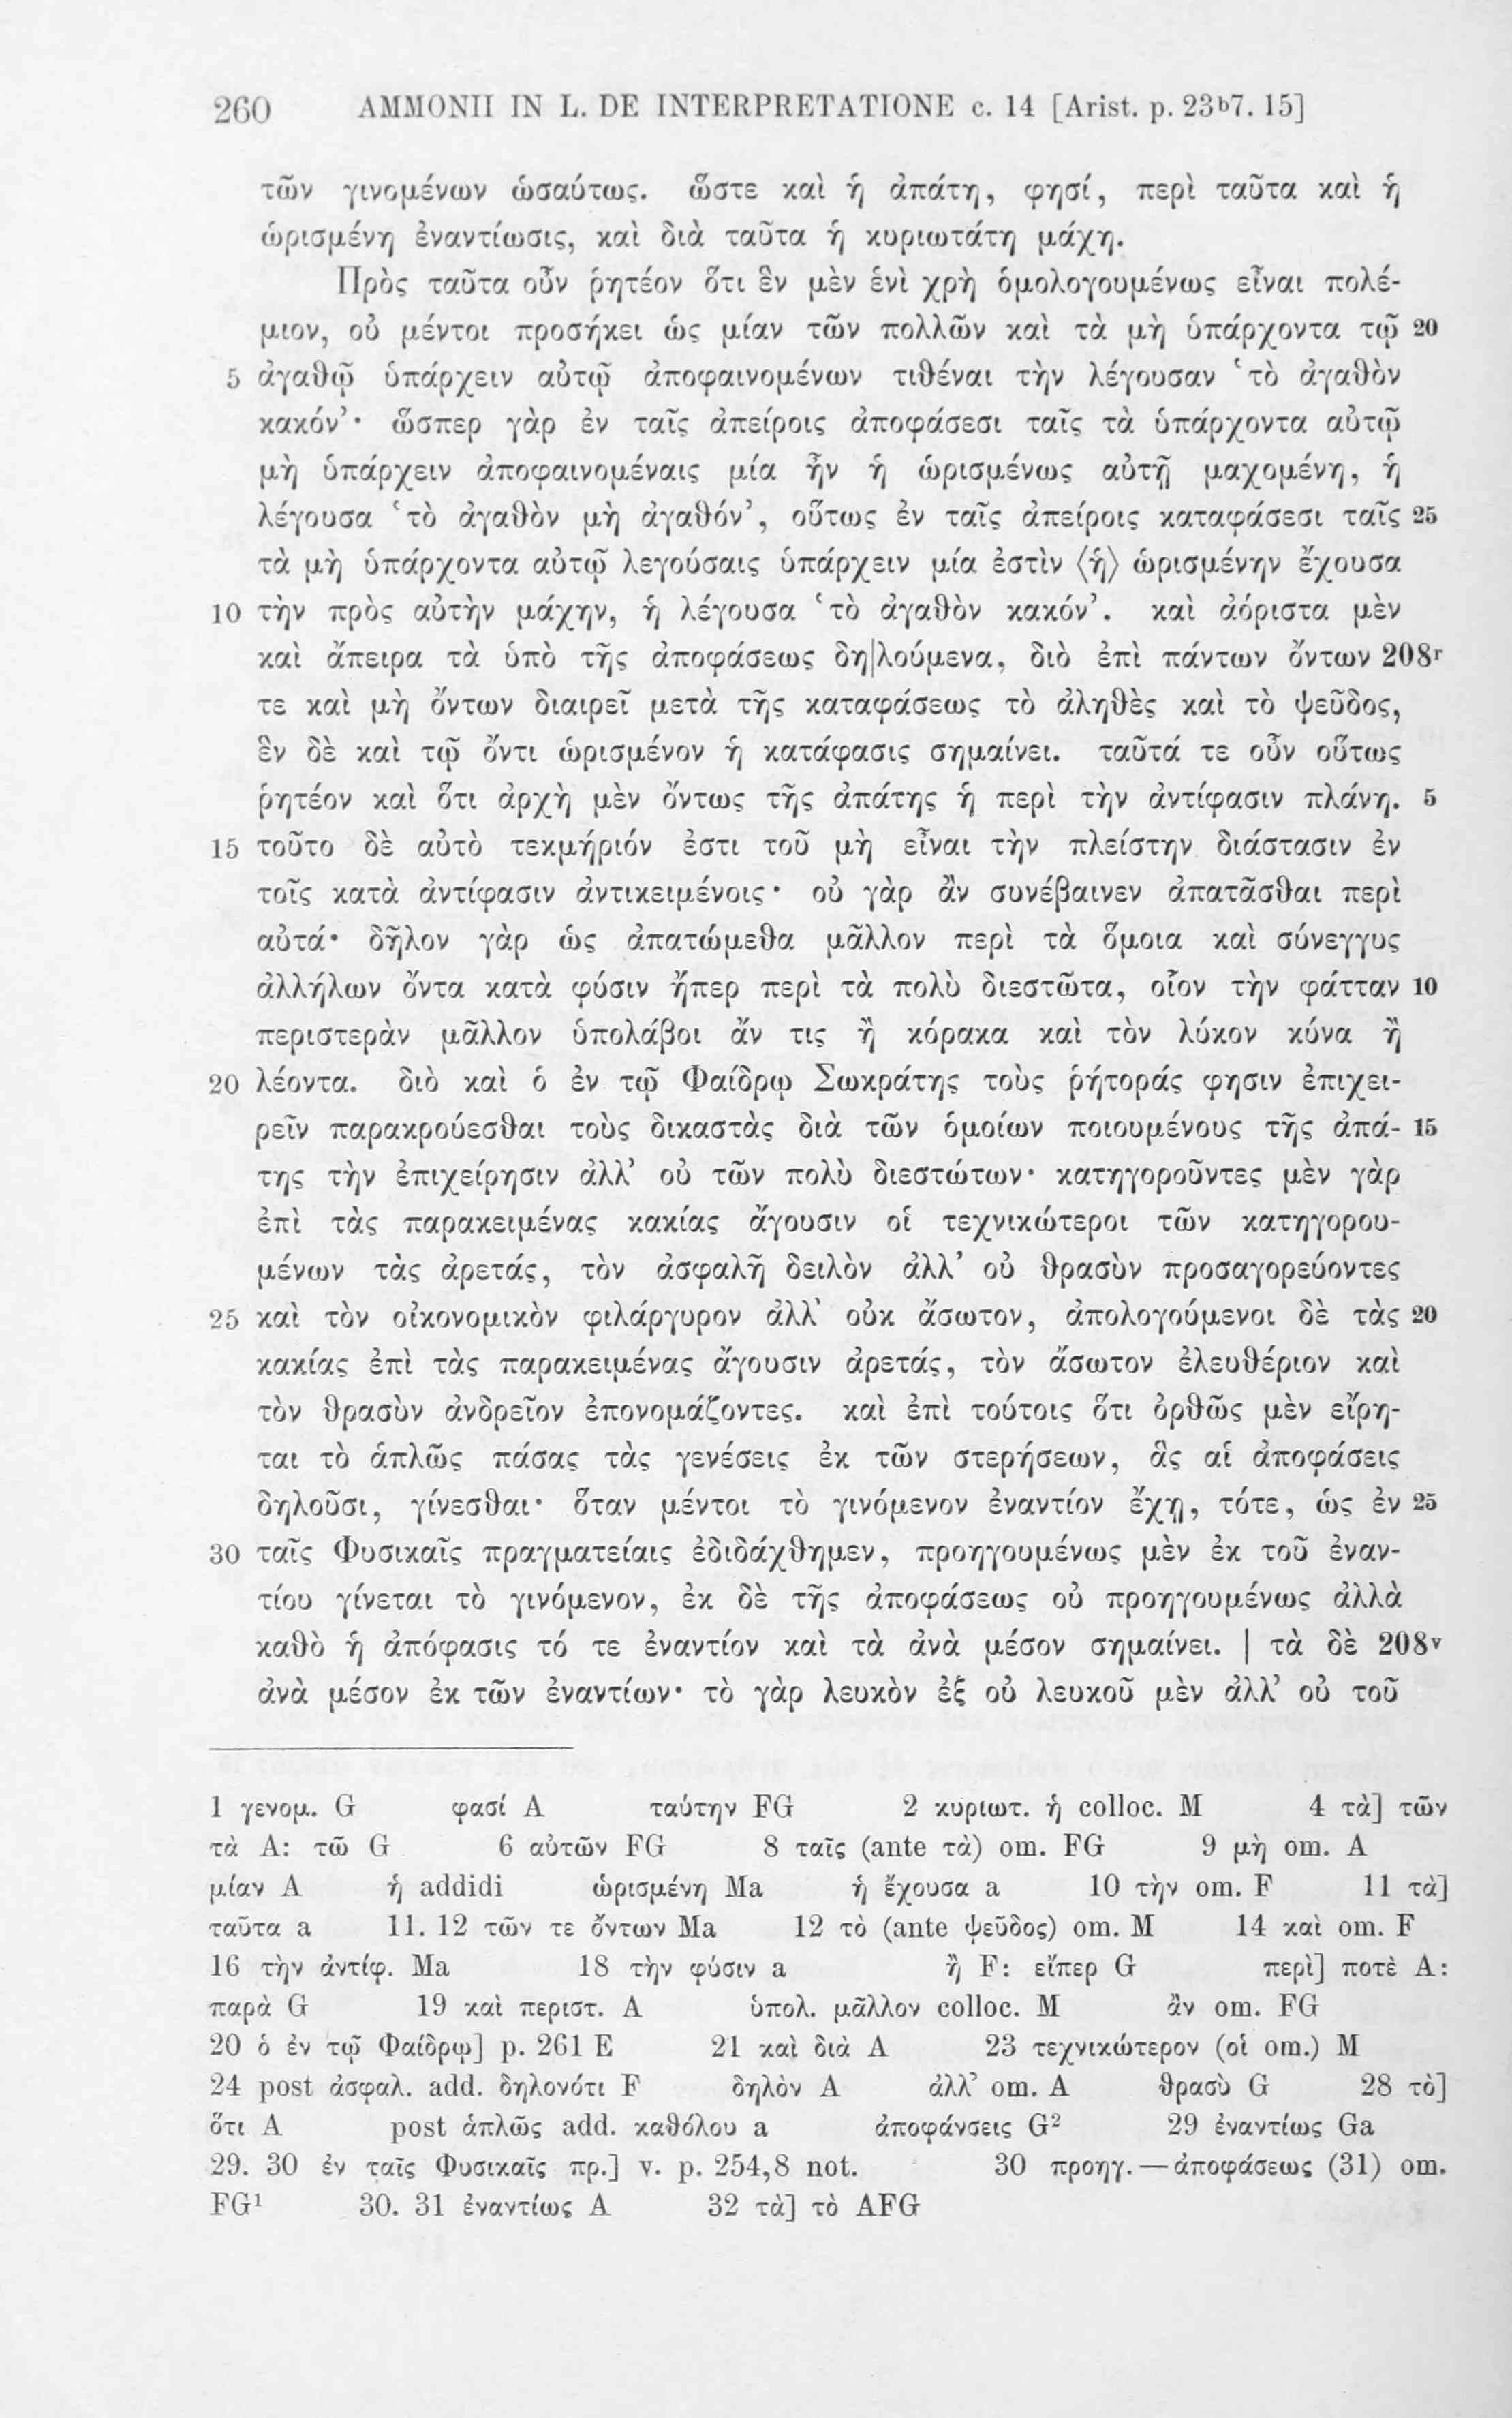 260 AMMONII IN L. DE INTERPRETATIONE c. 14 [Arist. p. 23ᵇ7. 15]
τῶν γινομένων ὡσαύτως. ὥστε καὶ ἡ ἀπάτη, φησί, περὶ ταῦτα καὶ ἡ
ὡρισμένη ἐναντίωσις, καὶ διὰ ταῦτα ἡ κυριωτάτη μάχη.
Πρὸς ταῦτα οὖν ῥητέον ὅτι ἓν μὲν ἑνὶ χρὴ ὁμολογουμένως εἶναι πολέ-
μιον, οὐ μέντοι προσήκει ὡς μίαν τῶν πολλῶν καὶ τὰ μὴ ὑπάρχοντα τῷ 20
5 ἀγαθῷ ὑπάρχειν αὐτῷ ἀποφαινομένων τιθέναι τὴν λέγουσαν ‘τὸ ἀγαθὸν
κακόν’· ὥσπερ γὰρ ἐν ταῖς ἀπείροις ἀποφάσεσι ταῖς τὰ ὑπάρχοντα αὐτῷ
μὴ ὑπάρχειν ἀποφαινομέναις μία ἦν ἡ ὡρισμένως αὐτῇ μαχομένη, ἡ
λέγουσα ‘τὸ ἀγαθὸν μὴ ἀγαθόν’, οὕτως ἐν ταῖς ἀπείροις καταφάσεσι ταῖς 25
τὰ μὴ ὑπάρχοντα αὐτῷ λεγούσαις ὑπάρχειν μία ἐστὶν ⟨ἡ⟩ ὡρισμένην ἔχουσα
10 τὴν πρὸς αὐτὴν μάχην, ἡ λέγουσα ‘τὸ ἀγαθὸν κακόν’. καὶ ἀόριστα μὲν
καὶ ἄπειρα τὰ ὑπὸ τῆς ἀποφάσεως δη|λούμενα, διὸ ἐπὶ πάντων ὄντων 208ʳ
τε καὶ μὴ ὄντων διαιρεῖ μετὰ τῆς καταφάσεως τὸ ἀληθὲς καὶ τὸ ψεῦδος,
ἓν δὲ καὶ τῷ ὄντι ὡρισμένον ἡ κατάφασις σημαίνει. ταῦτά τε οὖν οὕτως
ῥητέον καὶ ὅτι ἀρχὴ μὲν ὄντως τῆς ἀπάτης ἡ περὶ τὴν ἀντίφασιν πλάνη. 5
15 τοῦτο δὲ αὐτὸ τεκμήριόν ἐστι τοῦ μὴ εἶναι τὴν πλείστην διάστασιν ἐν
τοῖς κατὰ ἀντίφασιν ἀντικειμένοις· οὐ γὰρ ἂν συνέβαινεν ἀπατᾶσθαι περὶ
αὐτά· δῆλον γὰρ ὡς ἀπατώμεθα μᾶλλον περὶ τὰ ὅμοια καὶ σύνεγγυς
ἀλλήλων ὄντα κατὰ φύσιν ἤπερ περὶ τὰ πολὺ διεστῶτα, οἷον τὴν φάτταν 10
περιστερὰν μᾶλλον ὑπολάβοι ἄν τις ἢ κόρακα καὶ τὸν λύκον κύνα ἢ
20 λέοντα. διὸ καὶ ὁ ἐν τῷ Φαίδρῳ Σωκράτης τοὺς ῥήτοράς φησιν ἐπιχει-
ρεῖν παρακρούεσθαι τοὺς δικαστὰς διὰ τῶν ὁμοίων ποιουμένους τῆς ἀπά- 15
της τὴν ἐπιχείρησιν ἀλλ’ οὐ τῶν πολὺ διεστώτων· κατηγοροῦντες μὲν γὰρ
ἐπὶ τὰς παρακειμένας κακίας ἄγουσιν οἱ τεχνικώτεροι τῶν κατηγορου-
μένων τὰς ἀρετάς, τὸν ἀσφαλῆ δειλὸν ἀλλ’ οὐ θρασὺν προσαγορεύοντες
25 καὶ τὸν οἰκονομικὸν φιλάργυρον ἀλλ’ οὐκ ἄσωτον, ἀπολογούμενοι δὲ τὰς 20
κακίας ἐπὶ τὰς παρακειμένας ἄγουσιν ἀρετάς, τὸν ἄσωτον ἐλευθέριον καὶ
τὸν θρασὺν ἀνδρεῖον ἐπονομάζοντες. καὶ ἐπὶ τούτοις ὅτι ὀρθῶς μὲν εἴρη-
ται τὸ ἁπλῶς πάσας τὰς γενέσεις ἐκ τῶν στερήσεων, ἃς αἱ ἀποφάσεις
δηλοῦσι, γίνεσθαι· ὅταν μέντοι τὸ γινόμενον ἐναντίον ἔχῃ, τότε, ὡς ἐν 25
30 ταῖς Φυσικαῖς πραγματείαις ἐδιδάχθημεν, προηγουμένως μὲν ἐκ τοῦ ἐναν-
τίου γίνεται τὸ γινόμενον, ἐκ δὲ τῆς ἀποφάσεως οὐ προηγουμένως ἀλλὰ
καθὸ ἡ ἀπόφασις τό τε ἐναντίον καὶ τὰ ἀνὰ μέσον σημαίνει. | τὰ δὲ 208ᵛ
ἀνὰ μέσον ἐκ τῶν ἐναντίων· τὸ γὰρ λευκὸν ἐξ οὐ λευκοῦ μὲν ἀλλ’ οὐ τοῦ
1 γενομ. G φασί A ταύτην FG 2 κυριωτ. ἡ colloc. M 4 τὰ] τῶν
τὰ A: τῶ G 6 αὐτῶν FG 8 ταῖς (ante τὰ) om. FG 9 μὴ om. A
μίαν A ἡ addidi ὡρισμένη Ma ἡ ἔχουσα a 10 τὴν om. F 11 τὰ]
ταῦτα a 11. 12 τῶν τε ὄντων Ma 12 τὸ (ante ψεῦδος) om. M 14 καὶ om. F
16 τὴν ἀντίφ. Ma 18 τὴν φύσιν a ἢ F: εἴπερ G περὶ] ποτὲ A:
παρὰ G 19 καὶ περιστ. A ὑπολ. μᾶλλον colloc. M ἂν om. FG
20 ὁ ἐν τῷ Φαίδρῳ] p. 261 E 21 καὶ διὰ A 23 τεχνικώτερον (οἱ om.) M
24 post ἀσφαλ. add. δηλονότι F δηλὸν A ἀλλ’ om. A θρασὺ G 28 τὸ]
ὅτι A post ἁπλῶς add. καθόλου a ἀποφάνσεις G² 29 ἐναντίως Ga
29. 30 ἐν ταῖς Φυσικαῖς πρ.] v. p. 254,8 not. 30 προηγ.—ἀποφάσεως (31) om.
FG¹ 30. 31 ἐναντίως A 32 τὰ] τὸ AFG